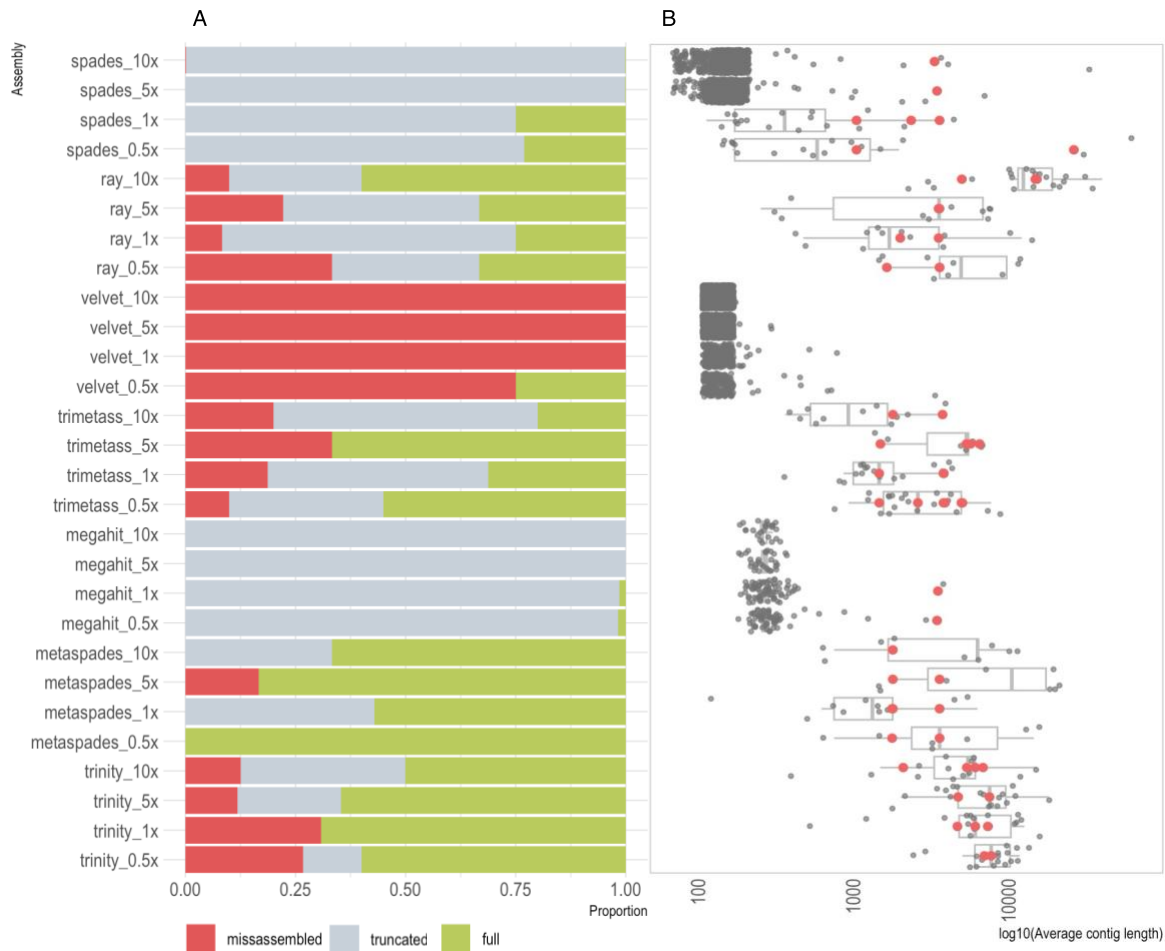 A B
Assembly
spades_10x
spades_5x
spades_1x
spades_0.5x
ray_10x
ray_5x
ray_1x
ray_0.5x
velvet_10x
velvet_5x
velvet_1x
velvet_0.5x
trimetass_10x
trimetass_5x
trimetass_1x
trimetass_0.5x
megahit_10x
megahit_5x
megahit_1x
megahit_0.5x
metaspades_10x
metaspades_5x
metaspades_1x
metaspades_0.5x
trinity_10x
trinity_5x
trinity_1x
trinity_0.5x
0.00 0.25 0.50 0.75 1.00 100 1000 10000
Proportion
log10(Average contig length)
missassembled truncated full